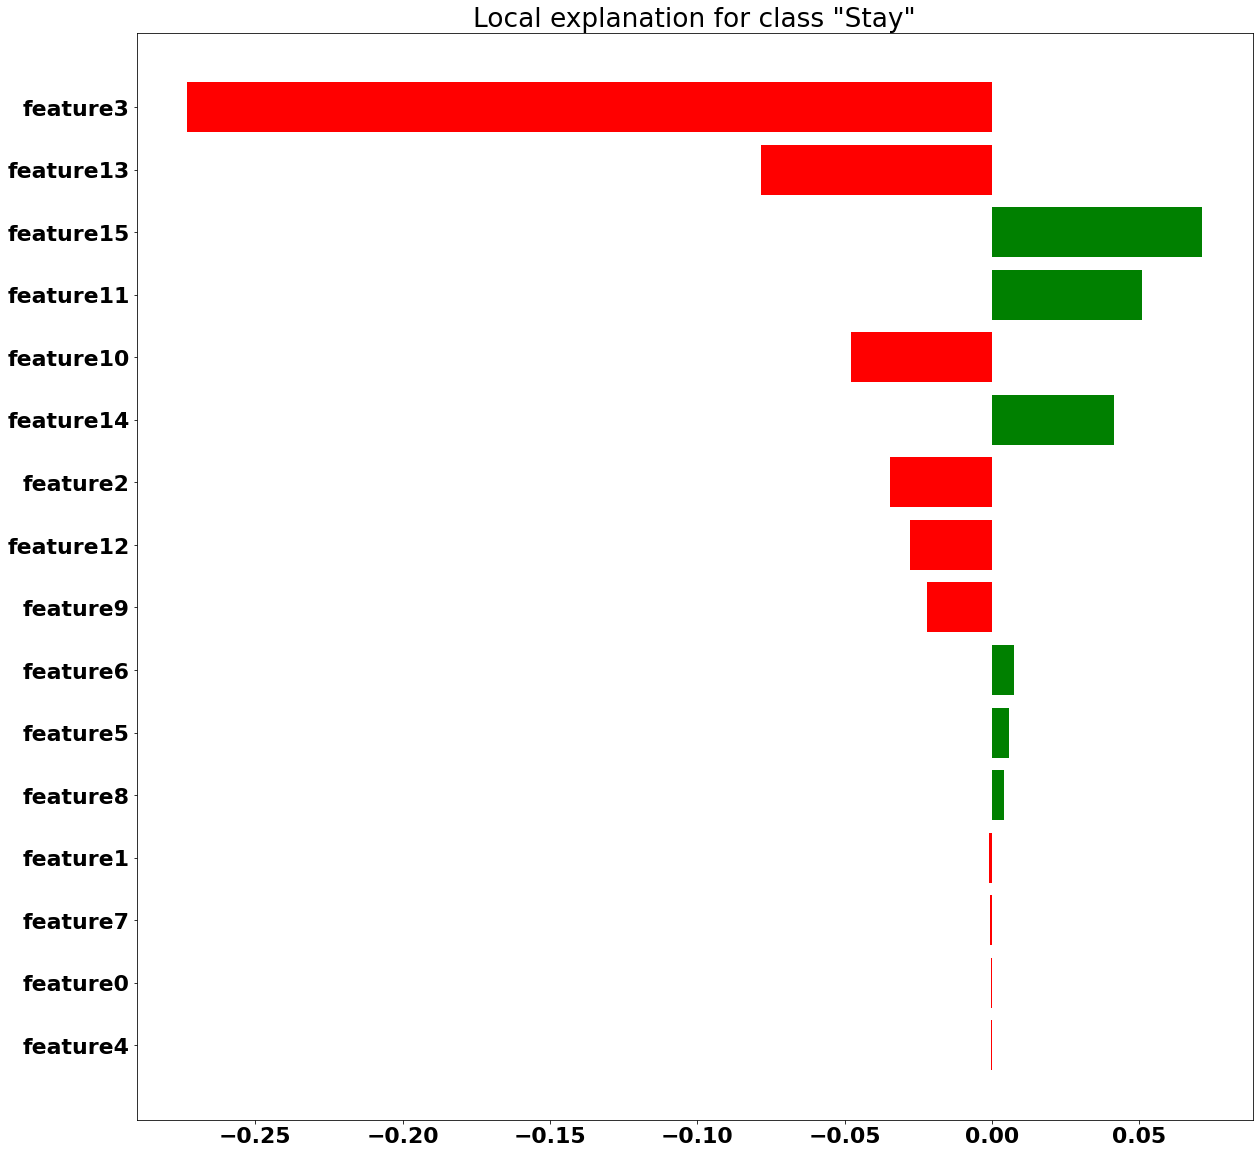 Local explanation for class "Stay"
feature3
feature13
feature15
feature11
feature10
feature14
feature2
feature12
feature9
feature6
feature5
feature8
feature1
feature7
feature0
feature4
−0.25 −0.20 −0.15 −0.10 −0.05 0.00 0.05